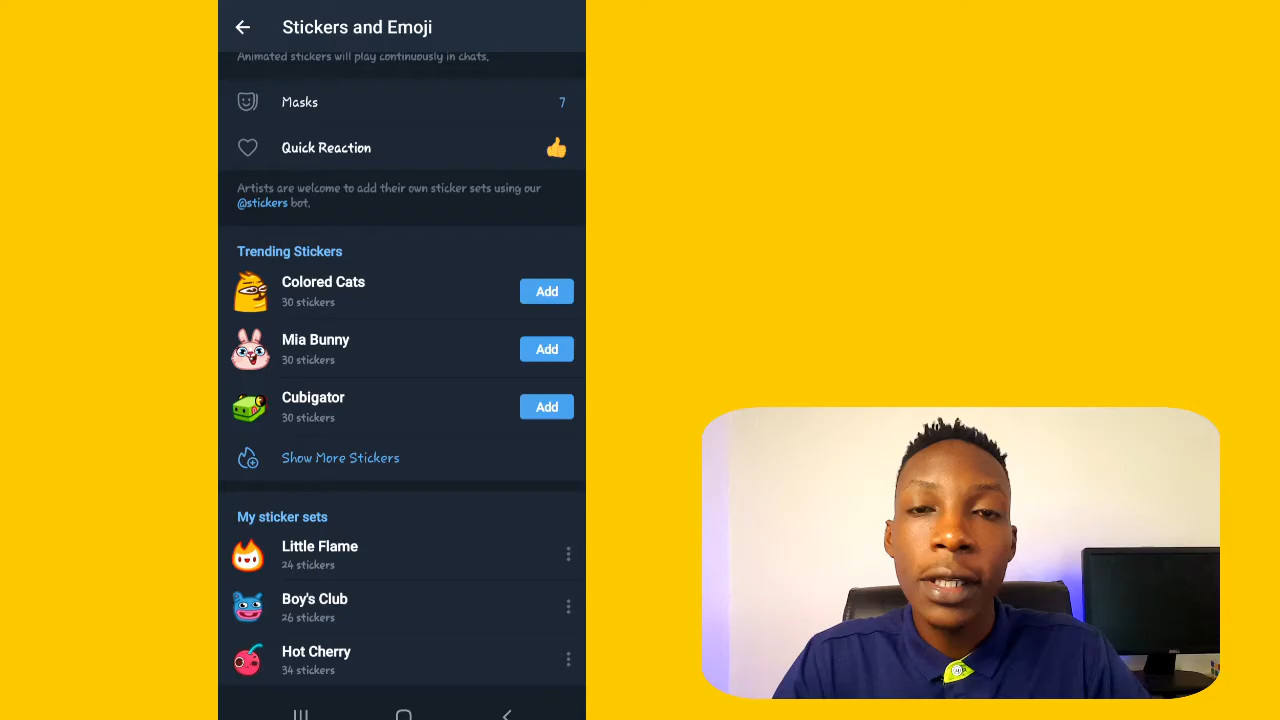 Stickers and Emoji
Animated stickers will play continuously in chats.
Masks
7
Quick Reaction
Artists are welcome to add their own sticker sets using our
@stickers bot.
Trending Stickers
Colored Cats
30 stickers
Add
Mia Bunny
30 stickers
Add
Cubigator
30 stickers
Add
Show More Stickers
My sticker sets
Little Flame
24 stickers
Boy's Club
26 stickers
Hot Cherry
34 stickers